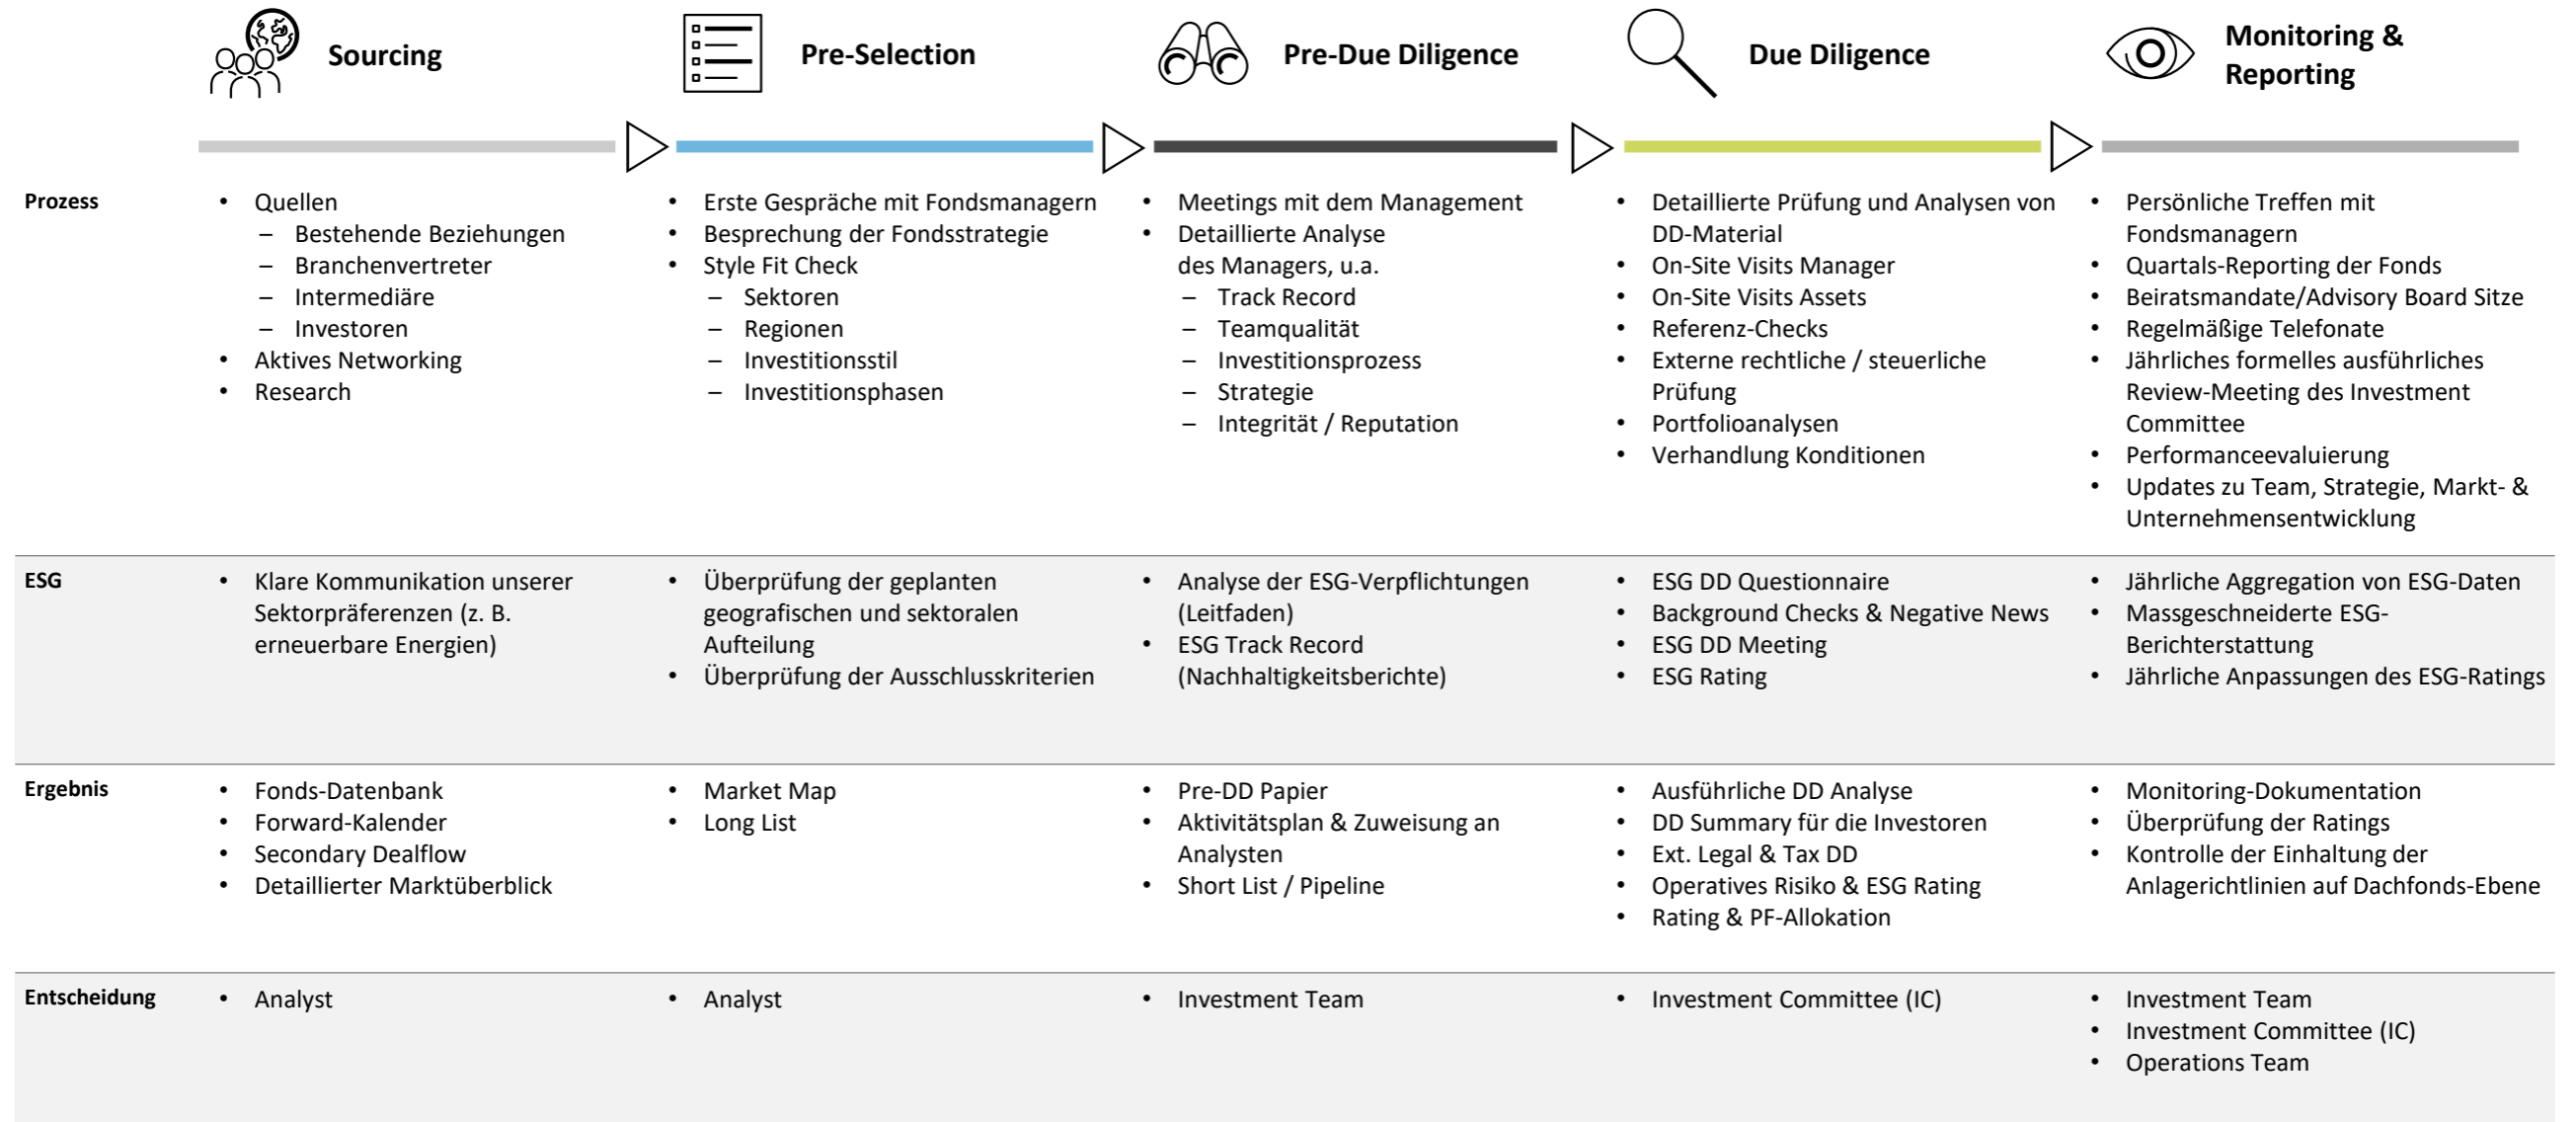 Sourcing
Pre-Selection
Pre-Due Diligence
Due Diligence
Monitoring &
Reporting
Prozess
• Quellen
– Bestehende Beziehungen
– Branchenvertreter
– Intermediäre
– Investoren
• Aktives Networking
• Research
• Erste Gespräche mit Fondsmanagern
• Besprechung der Fondsstrategie
• Style Fit Check
– Sektoren
– Regionen
– Investitionsstil
– Investitionsphasen
• Meetings mit dem Management
• Detaillierte Analyse
des Managers, u.a.
– Track Record
– Teamqualität
– Investitionsprozess
– Strategie
– Integrität / Reputation
• Detaillierte Prüfung und Analysen von
DD-Material
• On-Site Visits Manager
• On-Site Visits Assets
• Referenz-Checks
• Externe rechtliche / steuerliche
Prüfung
• Portfolioanalysen
• Verhandlung Konditionen
• Persönliche Treffen mit
Fondsmanagern
• Quartals-Reporting der Fonds
• Beiratsmandate/Advisory Board Sitze
• Regelmäßige Telefonate
• Jährliches formelles ausführliches
Review-Meeting des Investment
Committee
• Performanceevaluierung
• Updates zu Team, Strategie, Markt- &
Unternehmensentwicklung
ESG
• Klare Kommunikation unserer
Sektorpräferenzen (z. B.
erneuerbare Energien)
• Überprüfung der geplanten
geografischen und sektoralen
Aufteilung
• Überprüfung der Ausschlusskriterien
• Analyse der ESG-Verpflichtungen
(Leitfaden)
• ESG Track Record
(Nachhaltigkeitsberichte)
• ESG DD Questionnaire
• Background Checks & Negative News
• ESG DD Meeting
• ESG Rating
• Jährliche Aggregation von ESG-Daten
• Massgeschneiderte ESG-
Berichterstattung
• Jährliche Anpassungen des ESG-Ratings
Ergebnis
• Fonds-Datenbank
• Forward-Kalender
• Secondary Dealflow
• Detaillierter Marktüberblick
• Market Map
• Long List
• Pre-DD Papier
• Aktivitätsplan & Zuweisung an
Analysten
• Short List / Pipeline
• Ausführliche DD Analyse
• DD Summary für die Investoren
• Ext. Legal & Tax DD
• Operatives Risiko & ESG Rating
• Rating & PF-Allokation
• Monitoring-Dokumentation
• Überprüfung der Ratings
• Kontrolle der Einhaltung der
Anlagerichtlinien auf Dachfonds-Ebene
Entscheidung
• Analyst
• Analyst
• Investment Team
• Investment Committee (IC)
• Investment Team
• Investment Committee (IC)
• Operations Team